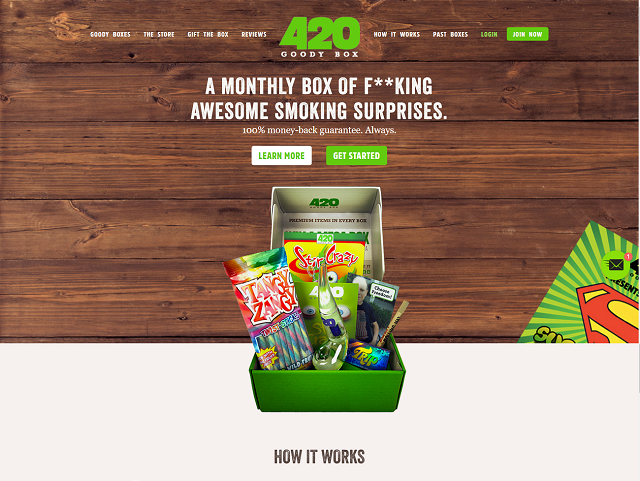 GOODY BOXES THE STORE GIFT THE BOX REVIEWS
420
GOODY BOX
HOW IT WORKS PAST BOXES LOGIN JOIN NOW
A MONTHLY BOX OF F**KING
AWESOME SMOKING SURPRISES.
100% money-back guarantee. Always.
LEARN MORE GET STARTED
420
PREMIUM ITEMS IN EVERY BOX
420
Stir Crazy
TANGY
ZANGY
420
HOW IT WORKS